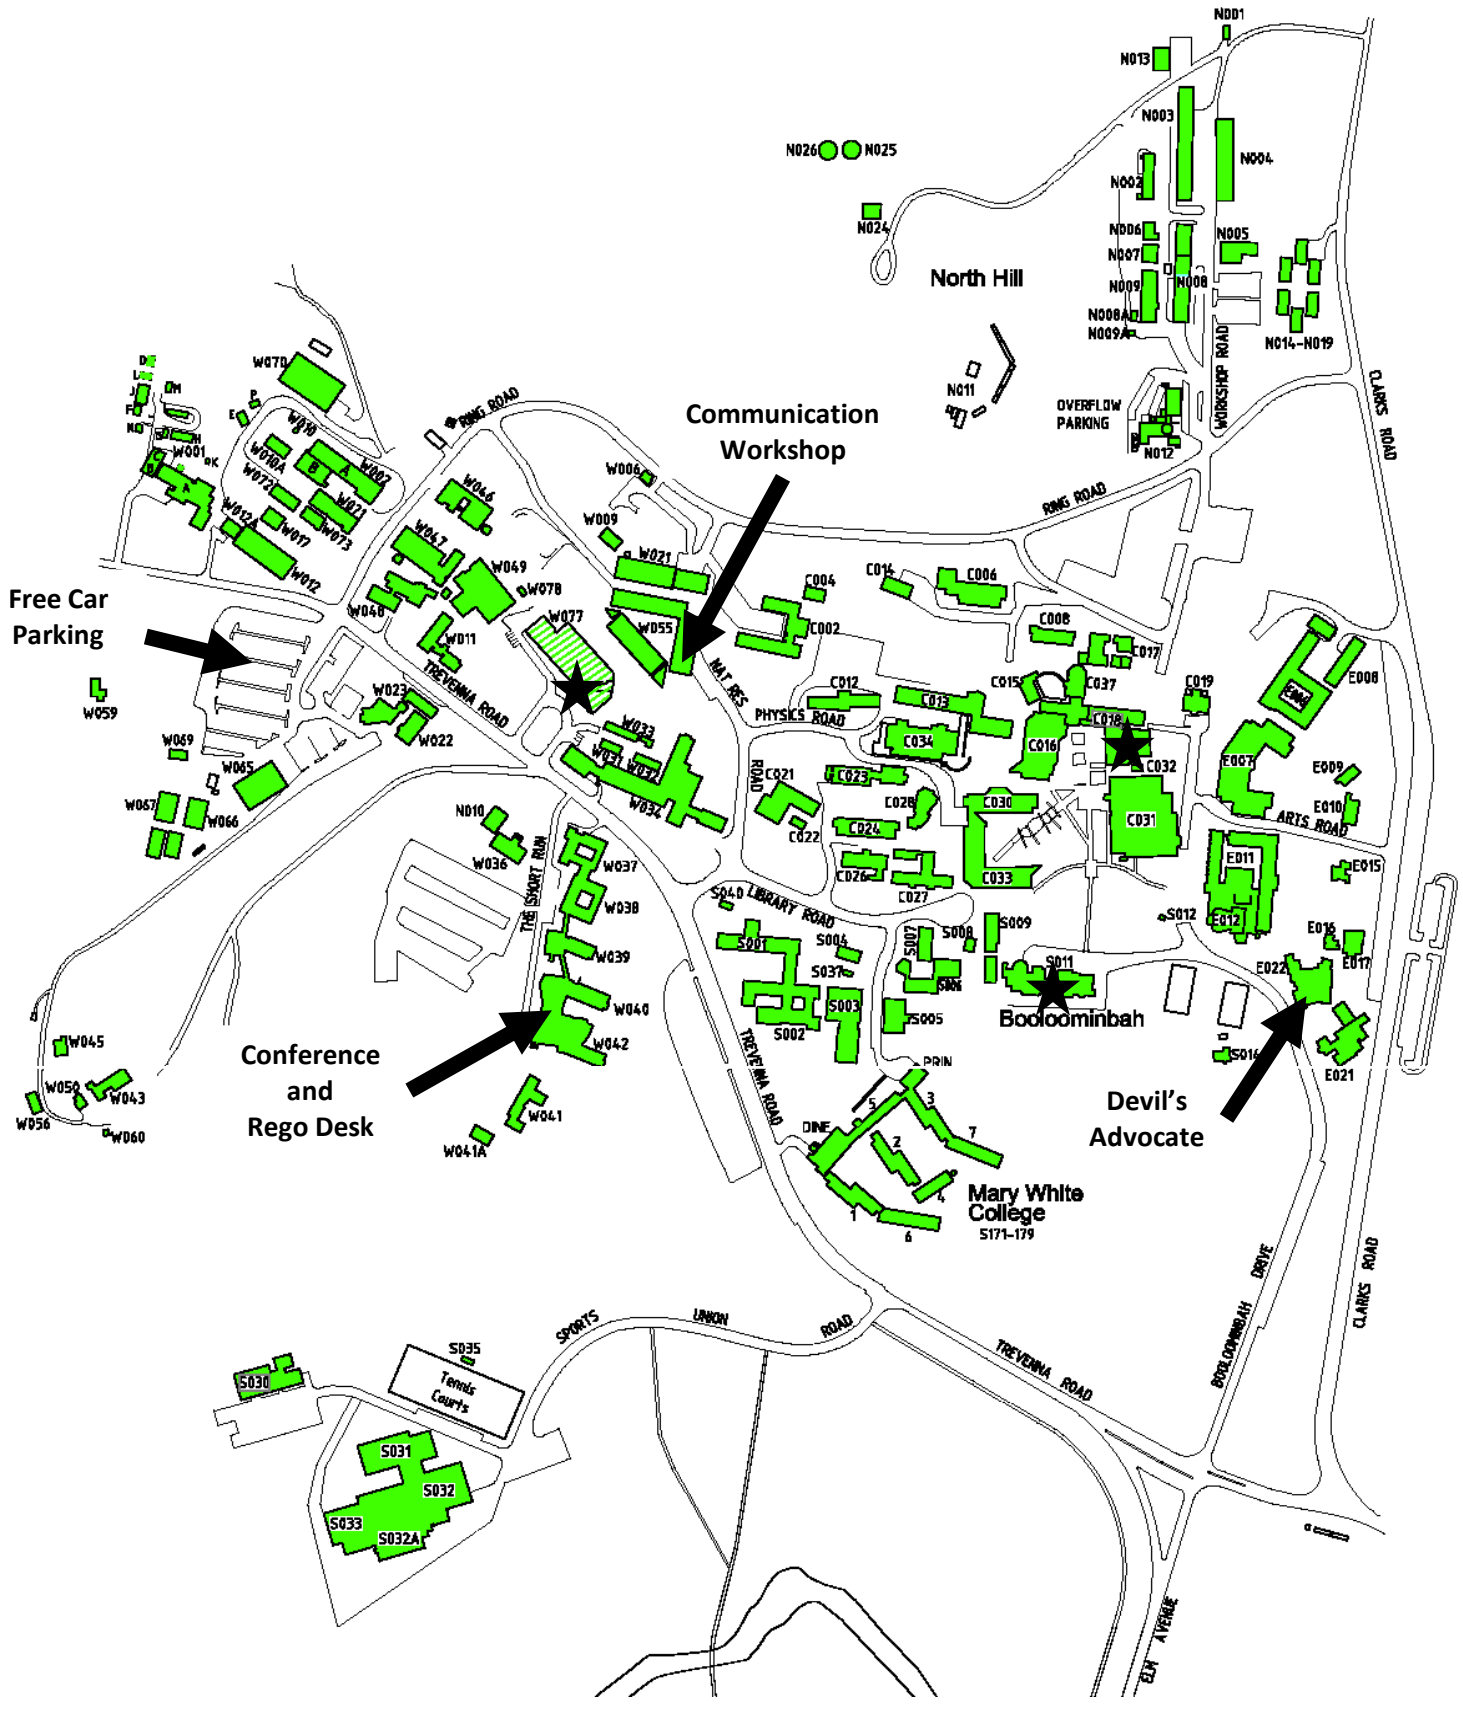 N001
N013
N003
N004
N026
N025
N002
N024
N006
N005
N007
North Hill
N009
N008
N008A
N009A
N014-N019
WORKSHOP ROAD
CLARKS ROAD
N011
OVERFLOW
PARKING
N012
RING ROAD
D
L
J
M
F
N
H
P
E
W070
RING ROAD
W001
K
C
B
A
W010
W010A
A
B
W002
W072
W071
W012A
W017
W073
W012
Communication
Workshop
W006
W046
W009
W047
W021
W049
W078
W048
W077
W055
W011
Free Car
Parking
TREVENNA ROAD
W059
W023
W022
W069
W065
W067
W066
W033
W031
W032
W034
NAT RES
ROAD
PHYSICS ROAD
C004
C014
C006
C002
C008
C017
C012
C013
C015
C037
C019
C018
C034
C016
C032
C021
C023
C022
C028
C030
C031
C024
C026
C027
C033
E006
E008
E007
E009
E010
ARTS ROAD
E011
E015
E012
E016
E017
E022
E021
N010
W036
THE SHORT RUN
W037
W038
W039
W040
W042
W041
W041A
S040
LIBRARY ROAD
S001
S004
S037
S003
S002
S007
S008
S009
S006
S005
S011
S012
Booloominbah
S014
TREVENNA ROAD
Conference
and
Rego Desk
W045
W050
W043
W056
W060
Devil’s
Advocate
PRIN
DINE
5
3
2
7
4
1
6
Mary White
College
S171-179
BOOLOOMINBAH DRIVE
CLARKS ROAD
SPORTS UNION ROAD
TREVENNA ROAD
S035
Tennis
Courts
S030
S031
S032
S033
S032A
ELM AVENUE